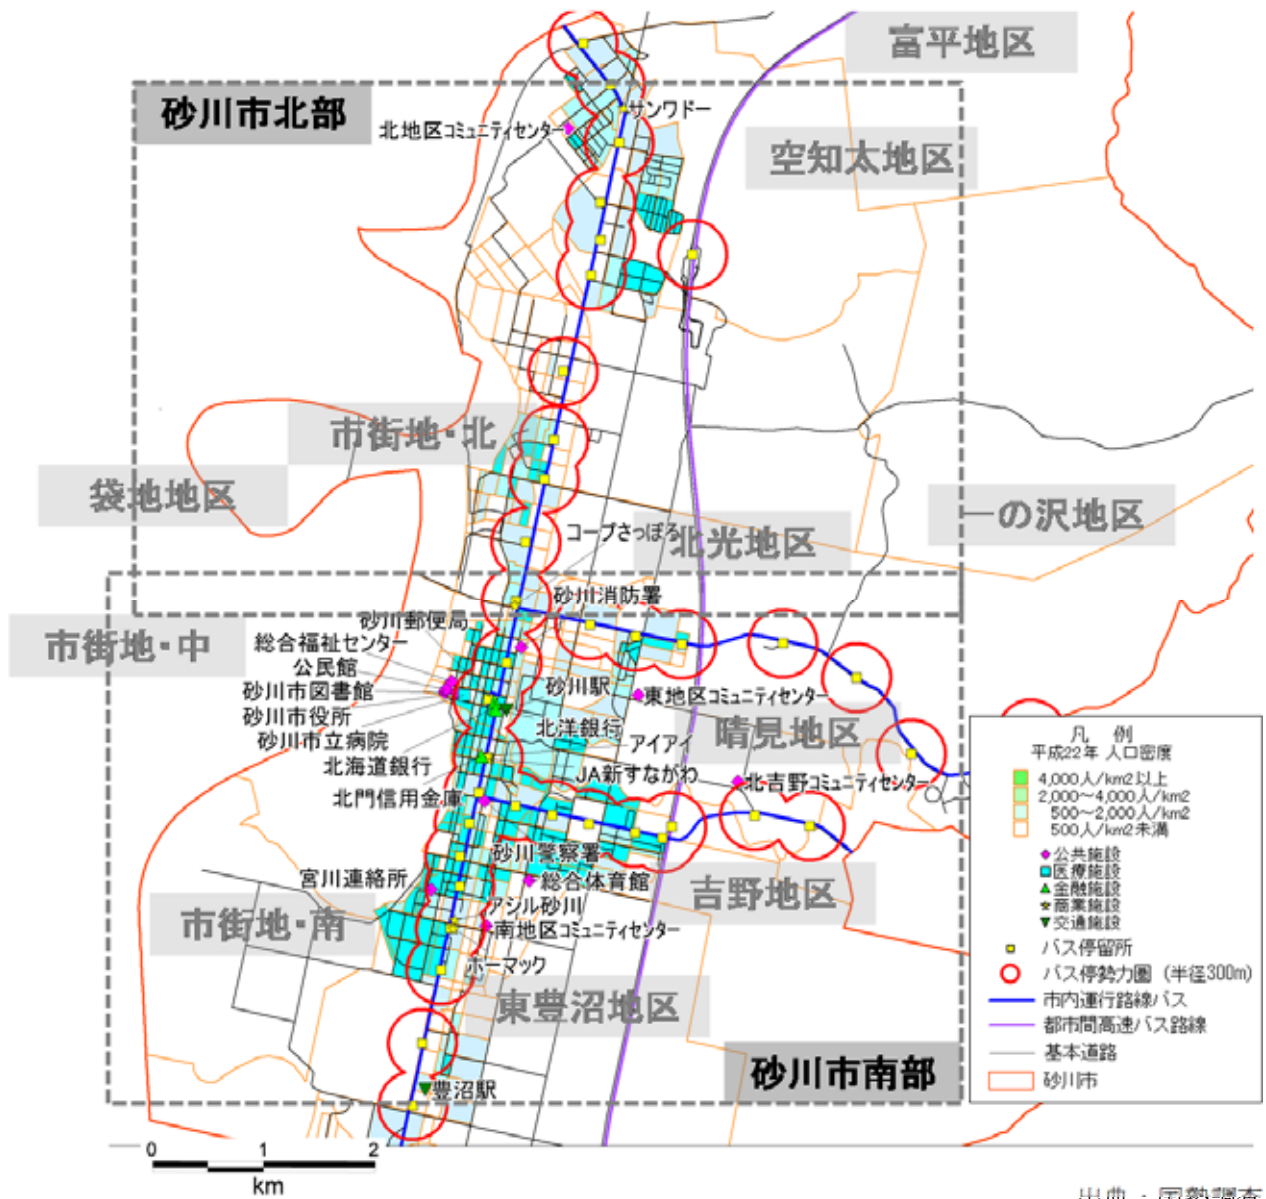 富平地区
砂川市北部
サンワドー
北地区コミュニティセンター
空知太地区
市街地・北
袋地地区
一の沢地区
コープさっぽろ
北光地区
砂川消防署
砂川郵便局
市街地・中
総合福祉センター
公民館
砂川市図書館
砂川駅
東地区コミュニティセンター
砂川市役所
北洋銀行
晴見地区
砂川市立病院
アイアイ
北海道銀行
JA新すながわ
北吉野コミュニティセンター
北門信用金庫
砂川警察署
宮川連絡所
総合体育館
吉野地区
アシル砂川
市街地・南
南地区コミュニティセンター
ホーマック
東豊沼地区
砂川市南部
豊沼駅
凡 例
平成22年 人口密度
4,000人/km2以上
2,000～4,000人/km2
500～2,000人/km2
500人/km2未満
公共施設
医療施設
金融施設
商業施設
交通施設
バス停留所
バス停勢力圏 (半径300m)
市内運行路線バス
都市間高速バス路線
基本道路
砂川市
0 1 2
km
出典：国勢調査